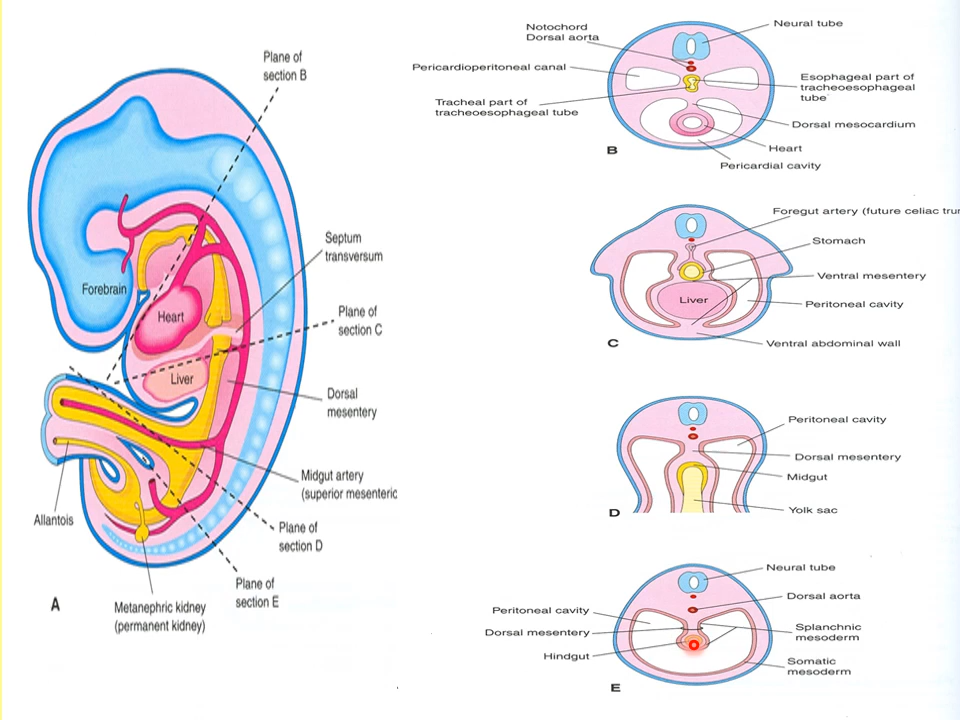 Plane of
section B
Septum
transversum
Forebrain
Heart
Plane of
section C
Liver
Dorsal
mesentery
Midgut artery
(superior mesenteric
Allantois
Plane of
section D
Plane of
section E
A
Metanephric kidney
(permanent kidney)
Notochord
Dorsal aorta
Neural tube
Pericardioperitoneal canal
Esophageal part of
tracheoesophageal
tube
Tracheal part of
tracheoesophageal tube
Dorsal mesocardium
Heart
B
Pericardial cavity
Foregut artery (future celiac trun
Stomach
Ventral mesentery
Liver
Peritoneal cavity
C
Ventral abdominal wall
Peritoneal cavity
Dorsal mesentery
Midgut
D
Yolk sac
Neural tube
Dorsal aorta
Peritoneal cavity
Dorsal mesentery
Splanchnic
mesoderm
Hindgut
Somatic
mesoderm
E